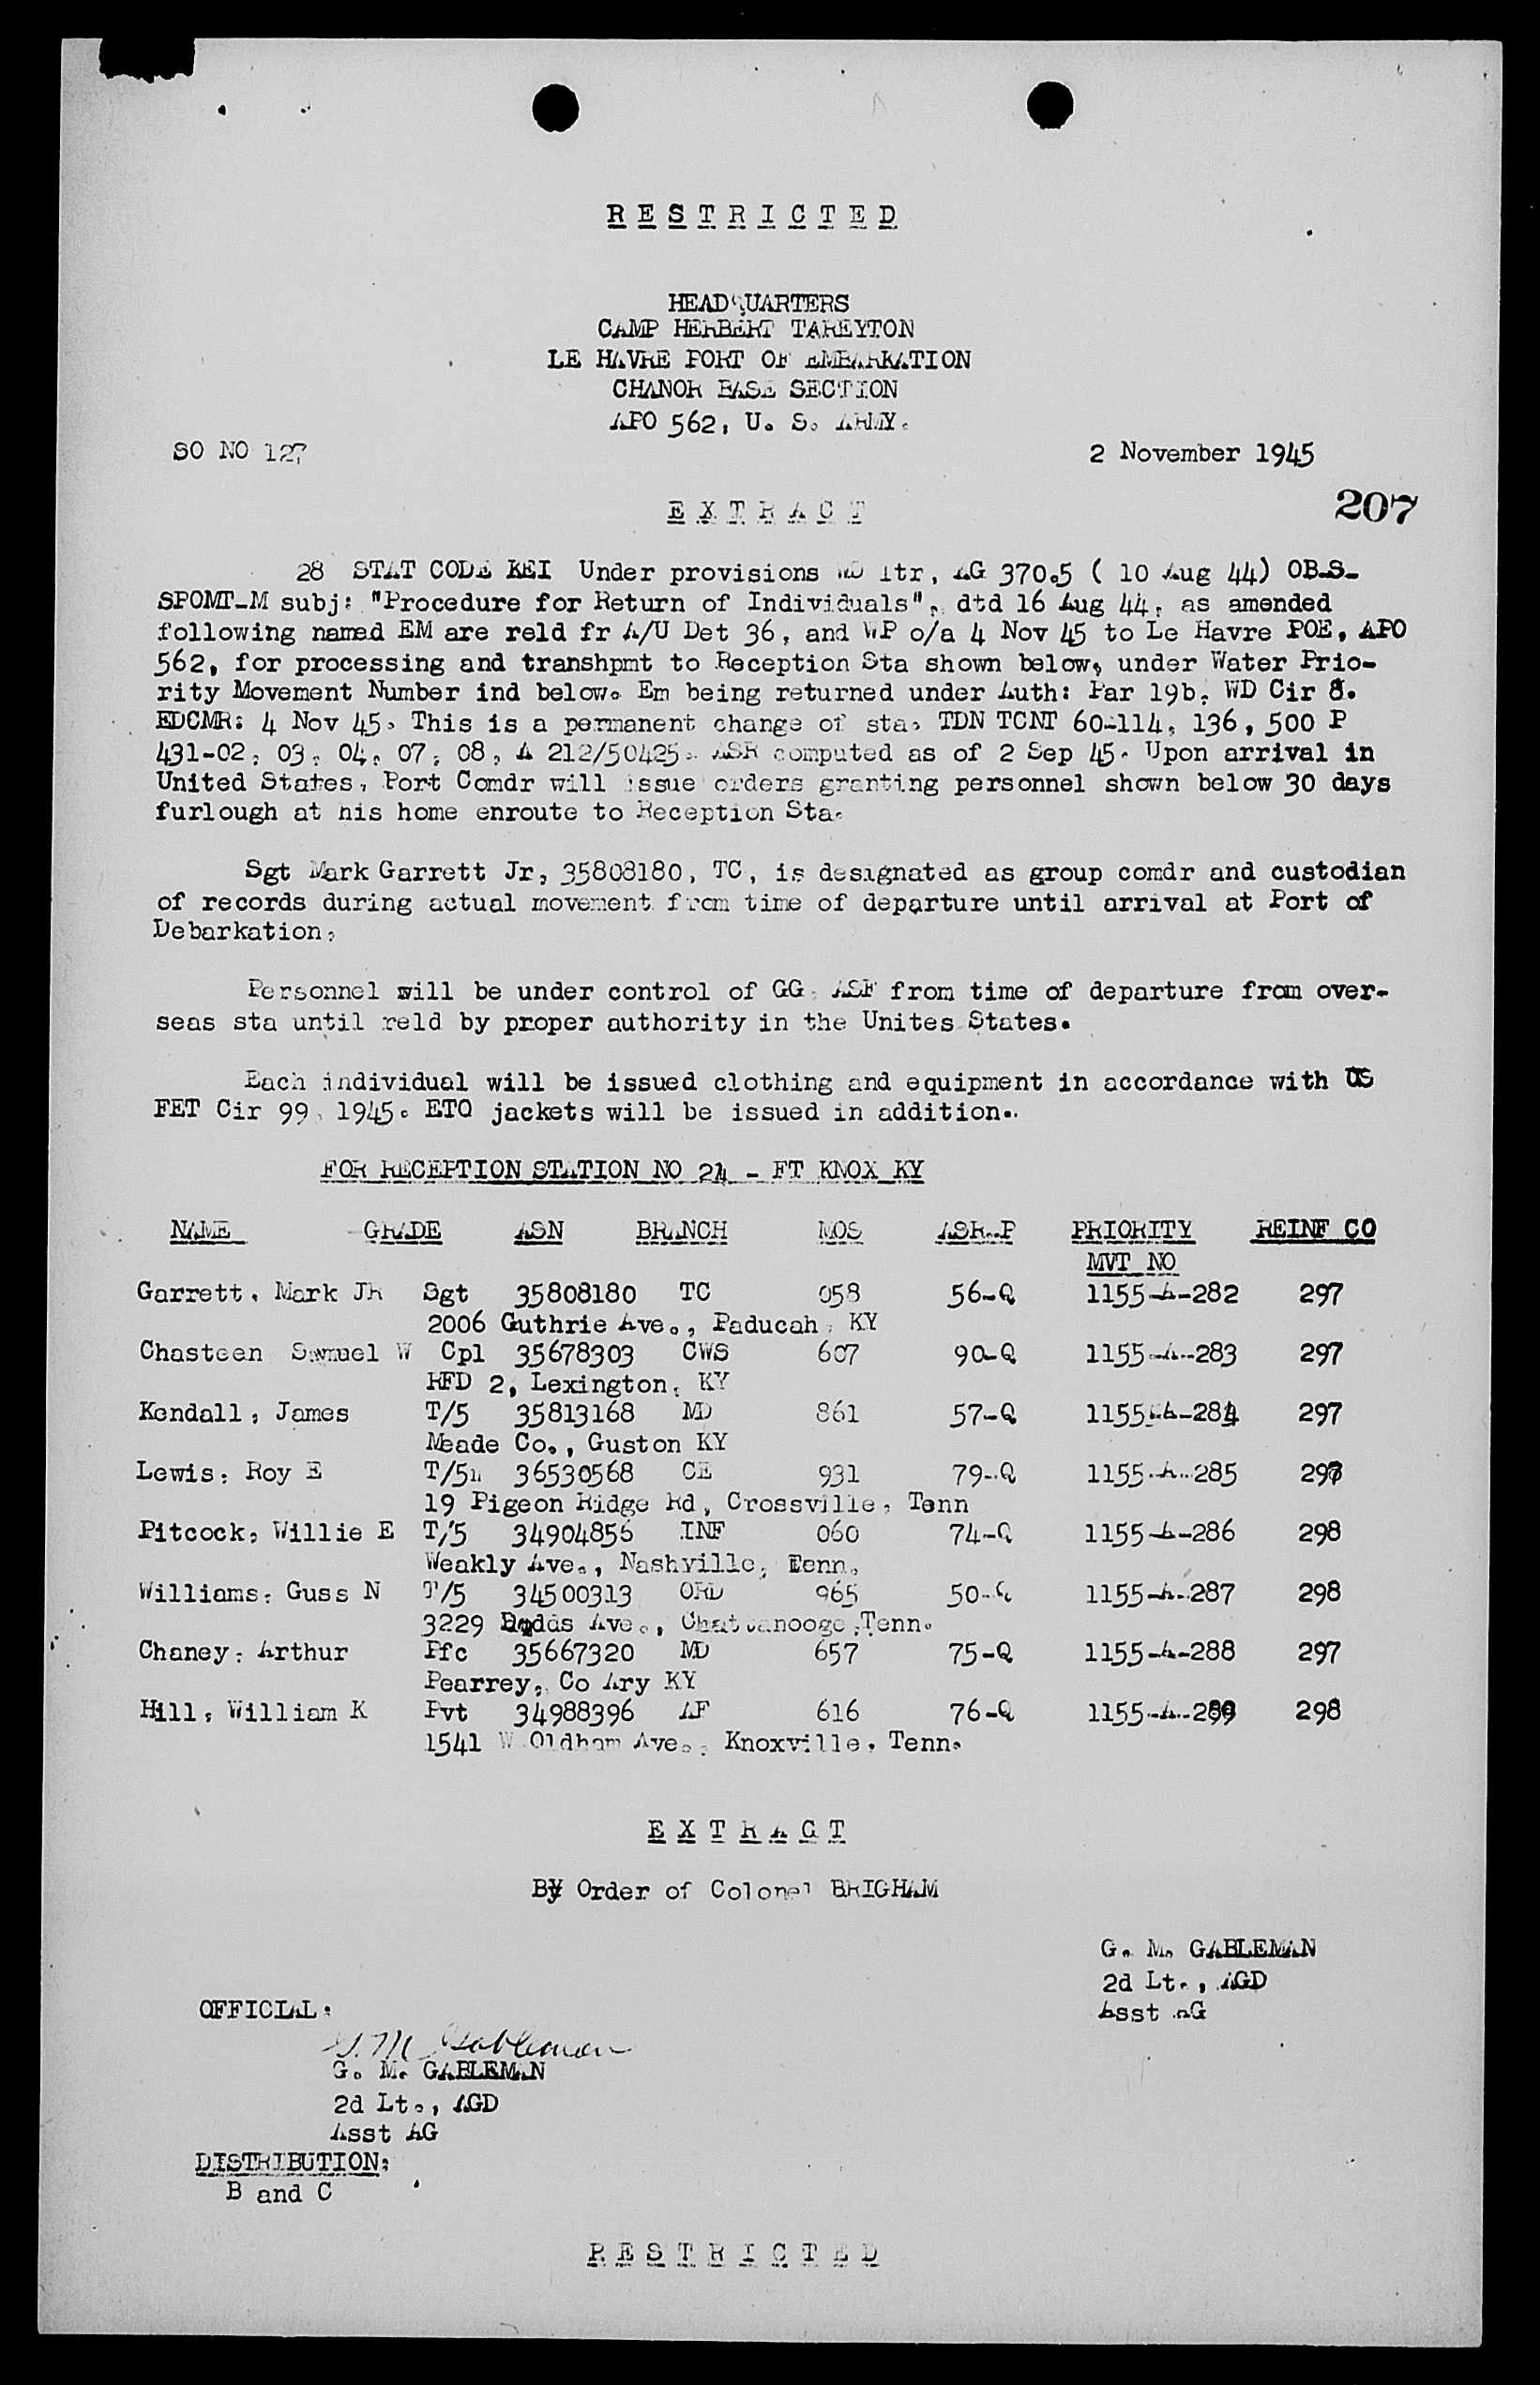 R E S T R I C T E D
HEADQUARTERS
CAMP HERBERT TAREYTON
LE HAVRE PORT OF EMBARKATION
CHANOR BASE SECTION
APO 562, U. S. ARMY.
SO NO 127
2 November 1945
E X T R A C T
207
28 STAT CODE KEI Under provisions WD ltr, AG 370.5 ( 10 Aug 44) OB-S-
SPOMT-M subj: "Procedure for Return of Individuals", dtd 16 Aug 44, as amended
following named EM are reld fr A/U Det 36, and WP o/a 4 Nov 45 to Le Havre POE, APO
562, for processing and transhpmt to Reception Sta shown below, under Water Prio-
rity Movement Number ind below. Em being returned under Auth: Par 19b, WD Cir 8.
EDCMR: 4 Nov 45. This is a permanent change of sta. TDN TCNT 60-114, 136, 500 P
431-02, 03, 04, 07, 08, A 212/50425. ASR computed as of 2 Sep 45. Upon arrival in
United States, Port Comdr will issue orders granting personnel shown below 30 days
furlough at his home enroute to Reception Sta.
Sgt Mark Garrett Jr, 35808180, TC, is designated as group comdr and custodian
of records during actual movement from time of departure until arrival at Port of
Debarkation,
Personnel will be under control of GG, ASF from time of departure from over-
seas sta until reld by proper authority in the Unites States.
Each individual will be issued clothing and equipment in accordance with US
FET Cir 99, 1945. ETO jackets will be issued in addition..
FOR RECEPTION STATION NO 24 - FT KNOX KY
NAME GRADE ASN BRANCH MOS ASR-P PRIORITY REINF CO
MVT NO
Garrett, Mark JR Sgt 35808180 TC 058 56-Q 1155-A-282 297
2006 Guthrie Ave., Paducah, KY
Chasteen Samuel W Cpl 35678303 CWS 607 90-Q 1155-A-283 297
RFD 2, Lexington, KY
Kendall, James T/5 35813168 MD 861 57-Q 1155-A-284 297
Meade Co., Guston KY
Lewis, Roy E T/5 36530568 CE 931 79-Q 1155-A-285
19 Pigeon Ridge Rd, Crossville, Tenn
Pitcock, Willie E T/5 34904856 INF 060 74-Q 1155-A-286 298
Weakly Ave., Nashville, Tenn.
Williams, Guss N T/5 34500313 ORD 965 50-Q 1155-A-287 298
3229 Dodds Ave., Chattanooga, Tenn.
Chaney, Arthur Pfc 35667320 MD 657 75-Q 1155-A-288 297
Pearrey, Co Ary KY
Hill, William K Pvt 34988396 AF 616 76-Q 1155-A-289 298
1541 W Oldham Ave., Knoxville, Tenn.
E X T R A C T
By Order of Colonel BRIGHAM
G. M. GABLEMAN
2d Lt., AGD
Asst AG
OFFICIAL:
G. M. Gableman
G. M. GABLEMAN
2d Lt., AGD
Asst AG
DISTRIBUTION:
B and C
R E S T R I C T E D